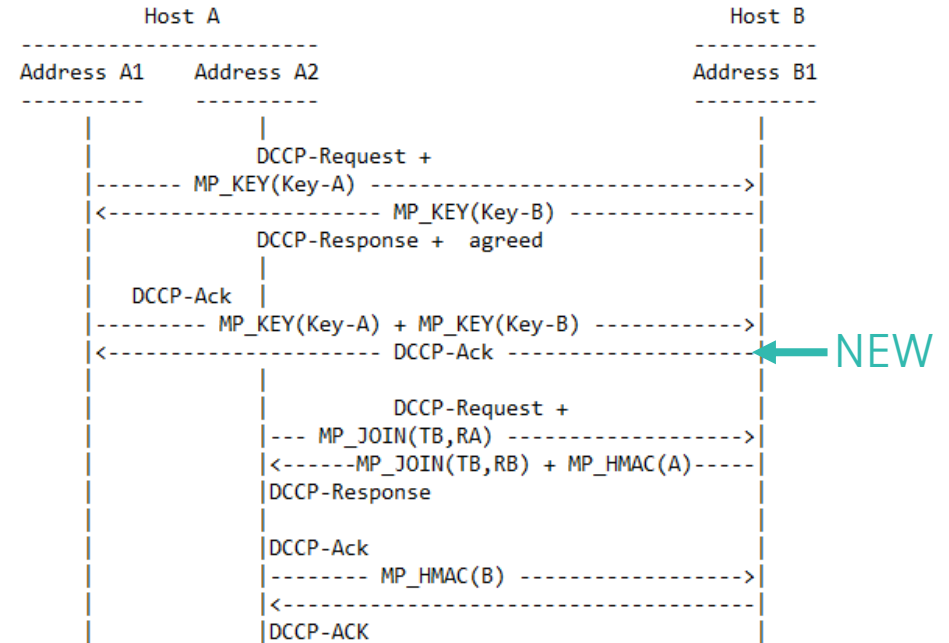 Host A Host B
------------------------ ----------
Address A1 Address A2 Address B1
---------- ---------- ----------
| | |
| DCCP-Request + |
|------- MP_KEY(Key-A) ------------------------------>|
|<---------------------- MP_KEY(Key-B) ---------------|
| DCCP-Response + agreed |
| | |
| DCCP-Ack | |
|--------- MP_KEY(Key-A) + MP_KEY(Key-B) ------------>|
|<---------------------- DCCP-Ack --------------------| NEW
| | |
| | DCCP-Request + |
| |--- MP_JOIN(TB,RA) ------------------->|
| |<------MP_JOIN(TB,RB) + MP_HMAC(A)-----|
| |DCCP-Response |
| | |
| |DCCP-Ack |
| |-------- MP_HMAC(B) ------------------>|
| |<--------------------------------------|
| |DCCP-ACK |